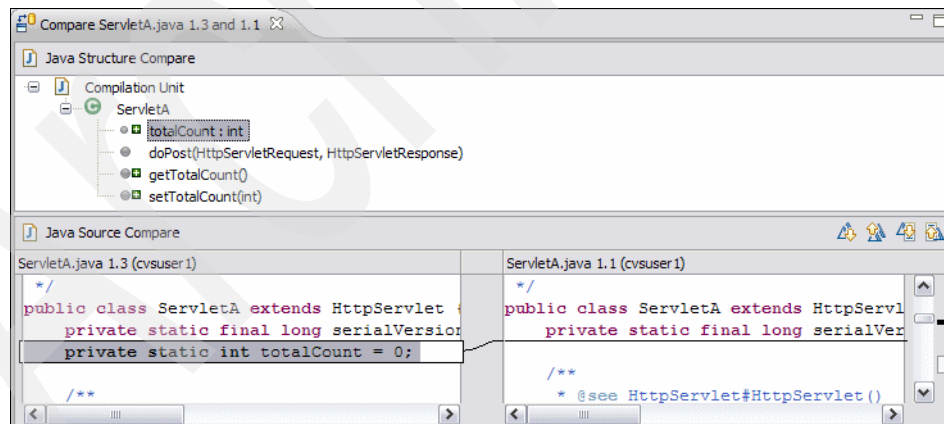 Compare ServletA.java 1.3 and 1.1
Java Structure Compare
Compilation Unit
ServletA
totalCount : int
doPost(HttpServletRequest, HttpServletResponse)
getTotalCount()
setTotalCount(int)
Java Source Compare
ServletA.java 1.3 (cvsuser1)
*/
public class ServletA extends HttpServlet
private static final long serialVersion
private static int totalCount = 0;
/**
ServletA.java 1.1 (cvsuser1)
*/
public class ServletA extends HttpServl
private static final long serialVer
/**
* @see HttpServlet#HttpServlet()